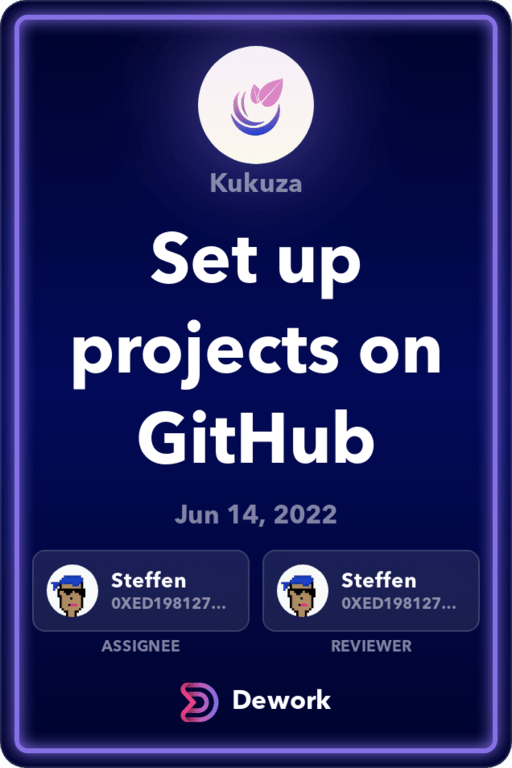 Kukuza
Set up
projects on
GitHub
Jun 14, 2022
Steffen
0XED198127...
ASSIGNEE
Steffen
0XED198127...
REVIEWER
Dework